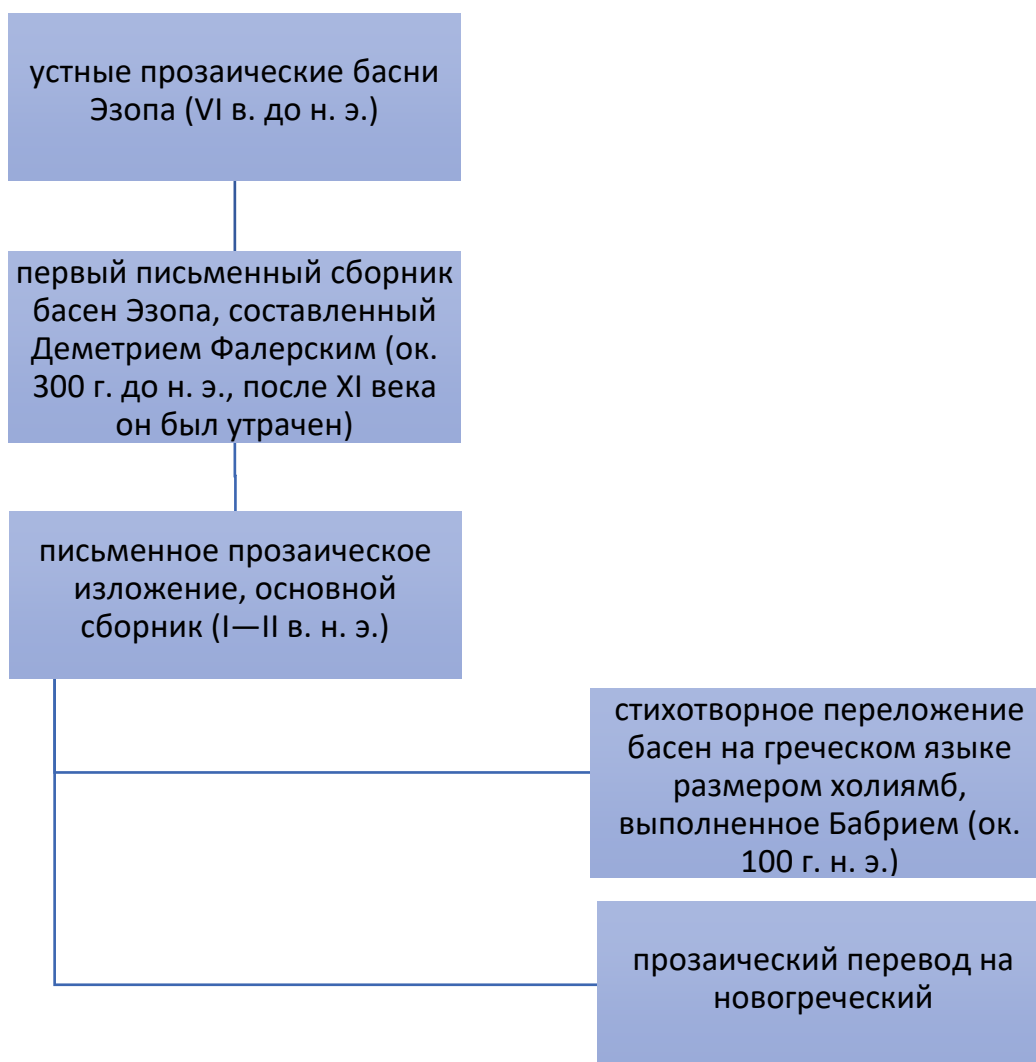 устные прозаические басни
Эзопа (VI в. до н. э.)
первый письменный сборник
басен Эзопа, составленный
Деметрием Фалерским (ок.
300 г. до н. э., после XI века
он был утрачен)
письменное прозаическое
изложение, основной
сборник (I—II в. н. э.)
стихотворное переложение
басен на греческом языке
размером холиямб,
выполненное Бабрием (ок.
100 г. н. э.)
прозаический перевод на
новогреческий